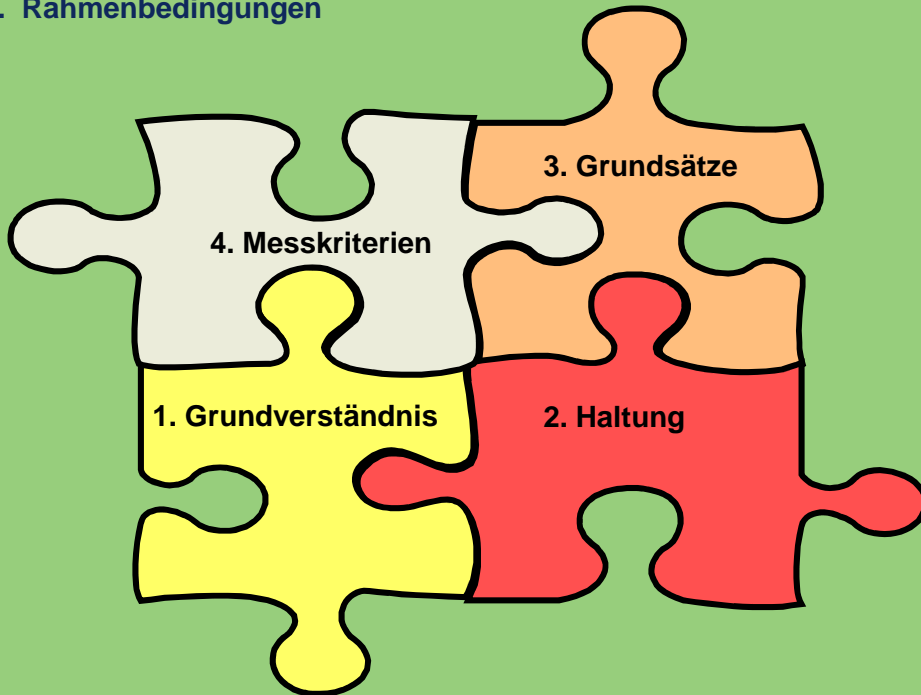 . Rahmenbedingungen
3. Grundsätze
4. Messkriterien
1. Grundverständnis
2. Haltung